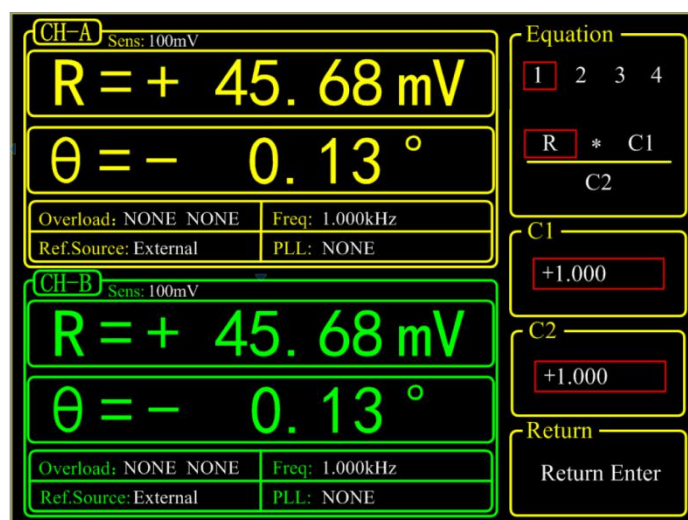 CH-A Sens: 100mV
R = + 45.68 mV
θ = - 0.13 °
Overload: NONE NONE Freq: 1.000kHz
Ref.Source: External PLL: NONE
CH-B Sens: 100mV
R = + 45.68 mV
θ = - 0.13 °
Overload: NONE NONE Freq: 1.000kHz
Ref.Source: External PLL: NONE
Equation
1 2 3 4
R * C1
C2
C1
+1.000
C2
+1.000
Return
Return Enter